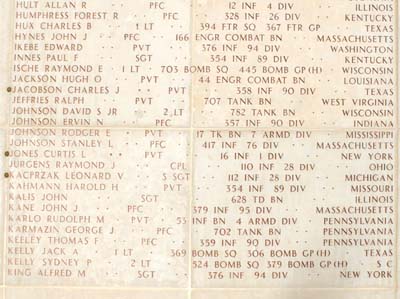 HULT ALLAN R · · PFC · · 12 INF 4 DIV · · ILLINOIS
HUMPHRESS FOREST R · · PFC · · 328 INF 26 DIV · · KENTUCKY
HUX CHARLES B · · 1 LT · · 394 FTR SQ 367 FTR GP · · TEXAS
HYNES JOHN J · · PFC · · 166 ENGR COMBAT BN · · MASSACHUSETTS
IKEBE EDWARD · · PVT · · 376 INF 94 DIV · · WASHINGTON
INNES PAUL F · · SGT · · 354 INF 89 DIV · · KENTUCKY
ISCHE RAYMOND E · · 1 LT · · 703 BOMB SQ 445 BOMB GP (H) · · WISCONSIN
JACKSON HUGH O · · PVT · · 44 ENGR COMBAT BN · · LOUISIANA
JACOBSON CHARLES J · · PVT · · 358 INF 90 DIV · · TEXAS
JEFFRIES RALPH · · PVT · · 707 TANK BN · · WEST VIRGINIA
JOHNSON DAVID S JR · · 2 LT · · 782 TANK BN · · WISCONSIN
JOHNSON ERVIN N · · PFC · · 357 INF 90 DIV · · INDIANA
JOHNSON RODGER E · · PVT · · 17 TK BN 7 ARMD DIV · · MISSISSIPPI
JOHNSON STANLEY L · · PFC · · 417 INF 76 DIV · · MASSACHUSETTS
JONES CURTIS L · · PVT · · 16 INF 1 DIV · · NEW YORK
JURGENS RAYMOND J · · CPL · · 110 INF 28 DIV · · OHIO
KACPRZAK LEONARD V · · S SGT · · 112 INF 28 DIV · · MICHIGAN
KAHMANN HAROLD H · · PVT · · 354 INF 89 DIV · · MISSOURI
KALIS JOHN · · SGT · · 628 TD BN · · ILLINOIS
KANE JOHN J · · PFC · · 379 INF 95 DIV · · MASSACHUSETTS
KARLO RUDOLPH M · · PVT · · 53 INF BN 4 ARMD DIV · · PENNSYLVANIA
KARMAZIN GEORGE J · · PFC · · 702 TANK BN · · PENNSYLVANIA
KEELEY THOMAS F · · PFC · · 359 INF 90 DIV · · PENNSYLVANIA
KELLY JACK A · · 1 LT · · 369 BOMB SQ 306 BOMB GP (H) · · TEXAS
KELLY SYDNEY P · · 2 LT · · 524 BOMB SQ 379 BOMB GP (H) · · S C
KING ALFRED M · · SGT · · 376 INF 94 DIV · · NEW YORK